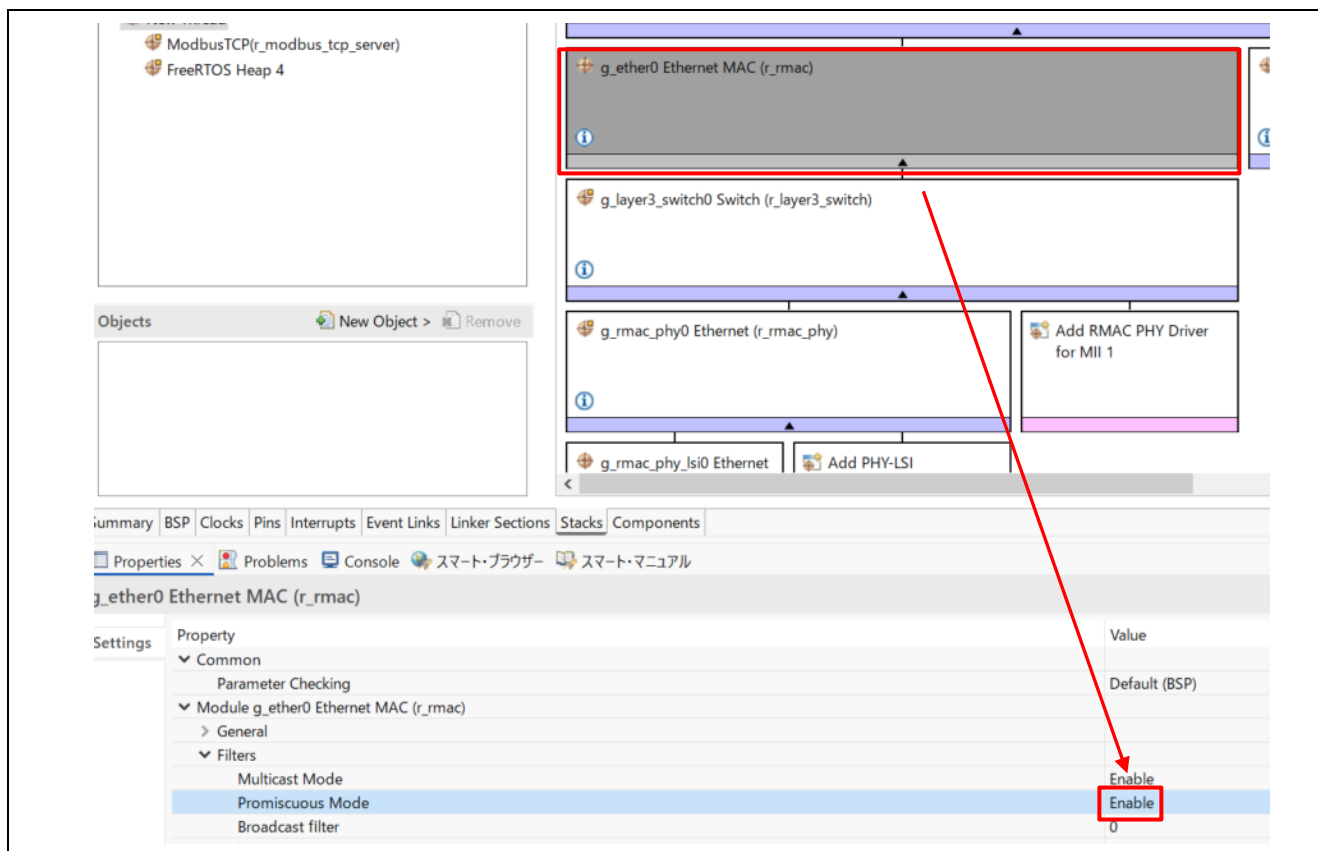 New Thread
ModbusTCP(r_modbus_tcp_server)
FreeRTOS Heap 4
g_ether0 Ethernet MAC (r_rmac)
g_layer3_switch0 Switch (r_layer3_switch)
Objects
New Object >
Remove
g_rmac_phy0 Ethernet (r_rmac_phy)
Add RMAC PHY Driver
for MII 1
g_rmac_phy_lsi0 Ethernet
Add PHY-LSI
Summary BSP Clocks Pins Interrupts Event Links Linker Sections Stacks Components
Properties Problems Console スマート・ブラウザー スマート・マニュアル
g_ether0 Ethernet MAC (r_rmac)
Settings
Property Value
Common
Parameter Checking Default (BSP)
Module g_ether0 Ethernet MAC (r_rmac)
General
Filters
Multicast Mode Enable
Promiscuous Mode Enable
Broadcast filter 0